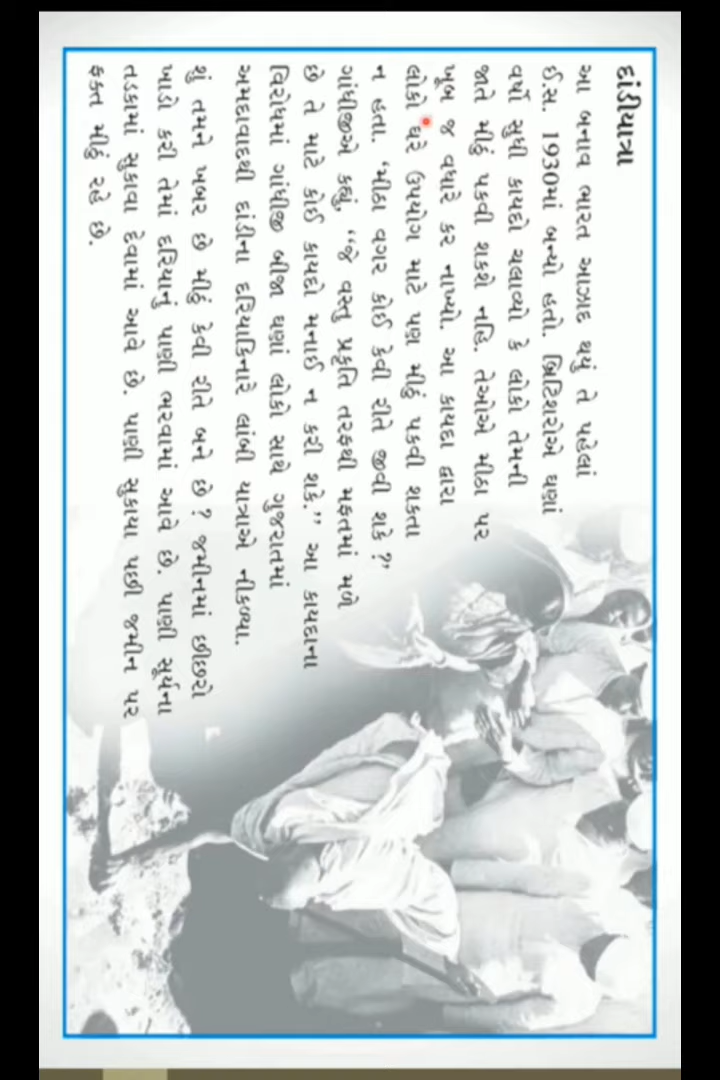 દાંડીયાત્રા
આ બનાવ ભારત આઝાદ થયું તે પહેલાં
ઈ.સ. 1930માં બન્યો હતો. બ્રિટિશરોએ ઘણાં
વર્ષો સુધી કાયદો ચલાવ્યો કે લોકો તેમની
જાતે મીઠું પકવી શકશે નહિ. તેઓએ મીઠા પર
ખૂબ જ વધારે કર નાખ્યો. આ કાયદા દ્વારા
લોકો ઘરે ઉપયોગ માટે પણ મીઠું પકવી શકતા
ન હતા. ‘મીઠા વગર કોઈ કેવી રીતે જીવી શકે ?’
ગાંધીજીએ કહ્યું, ‘‘જે વસ્તુ પ્રકૃતિ તરફથી મફતમાં મળે
છે તે માટે કોઈ કાયદો મનાઈ ન કરી શકે.’’ આ કાયદાના
વિરોધમાં ગાંધીજી બીજા ઘણાં લોકો સાથે ગુજરાતમાં
અમદાવાદથી દાંડીના દરિયાકિનારે લાંબી યાત્રાએ નીકળ્યા.
શું તમને ખબર છે મીઠું કેવી રીતે બને છે ? જમીનમાં છીછરો
ખાડો કરી તેમાં દરિયાનું પાણી ભરવામાં આવે છે. પાણી સૂર્યના
તડકામાં સુકાવા દેવામાં આવે છે. પાણી સુકાયા પછી જમીન પર
ફક્ત મીઠું રહે છે.